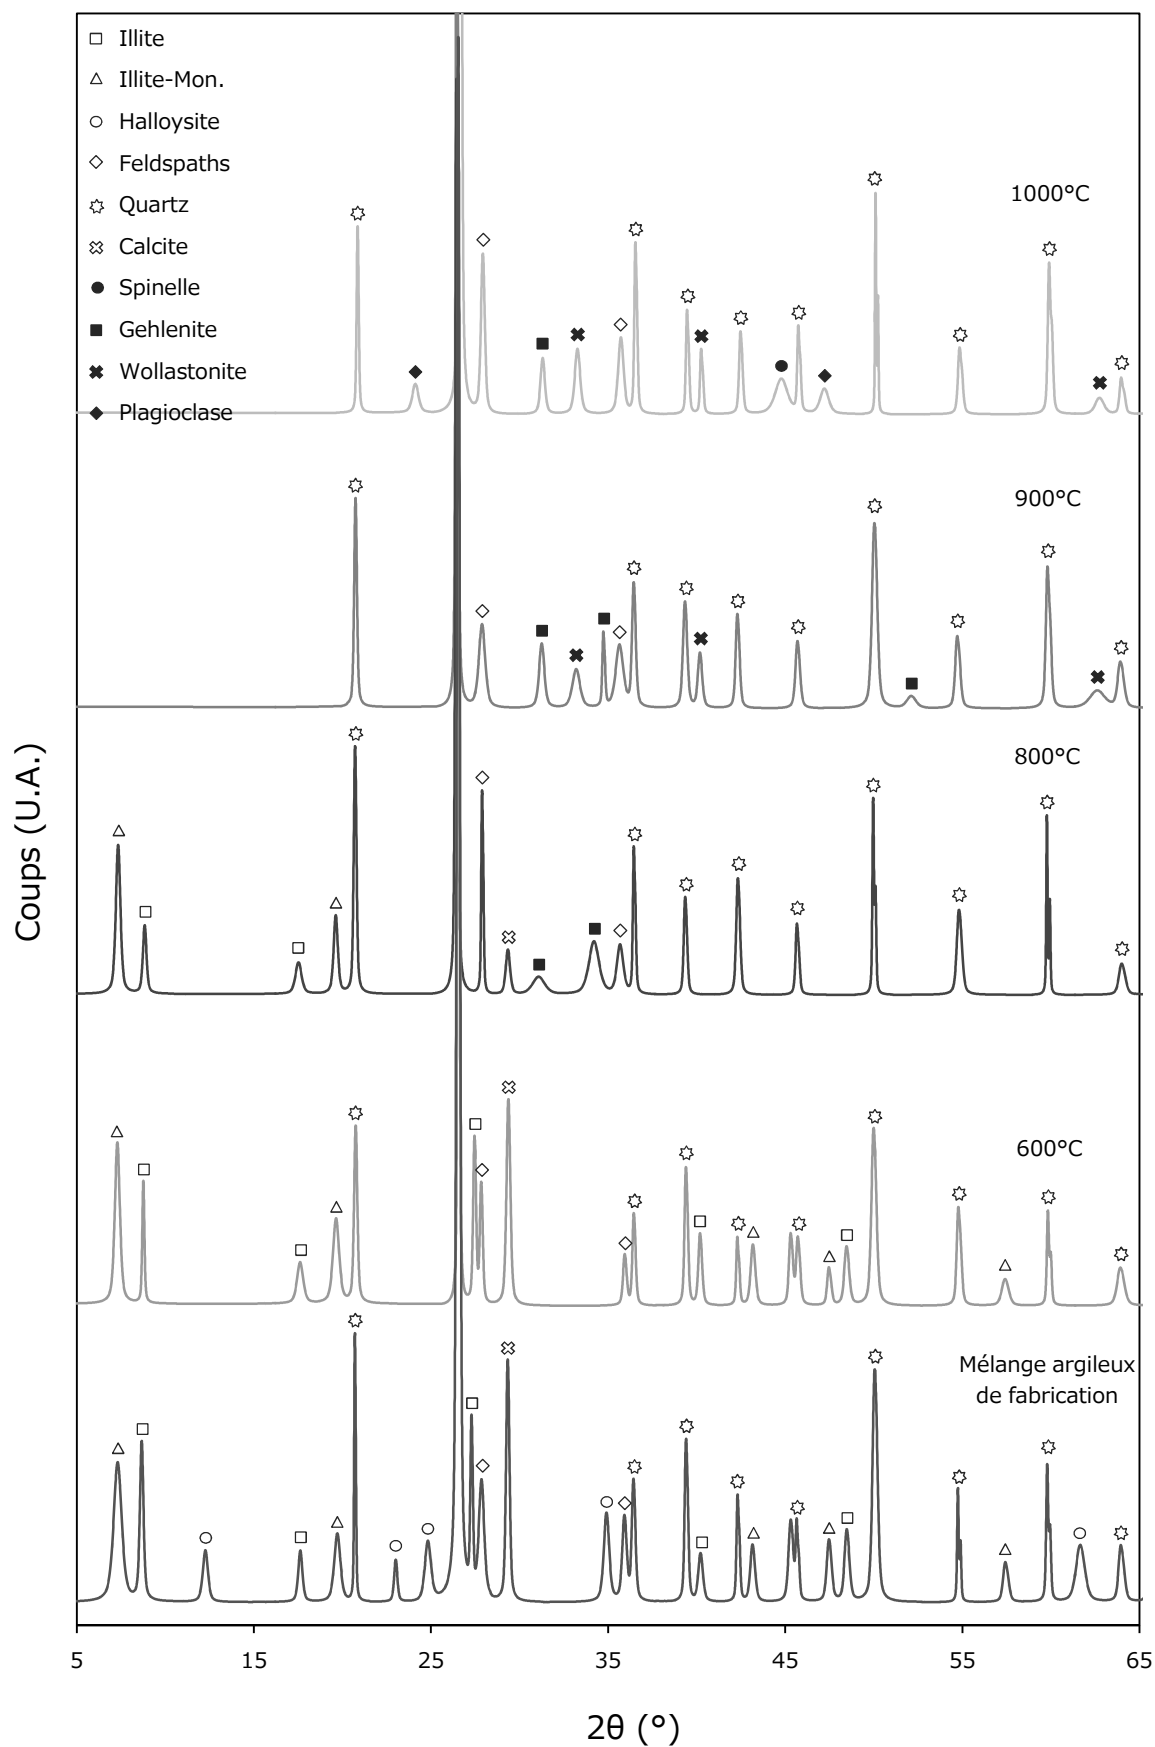 Illite
Illite-Mon.
Halloysite
Feldspaths
Quartz
Calcite
Spinelle
Gehlenite
Wollastonite
Plagioclase
1000°C
900°C
800°C
600°C
Mélange argileux
de fabrication
Coups (U.A.)
5 15 25 35 45 55 65
2θ (°)